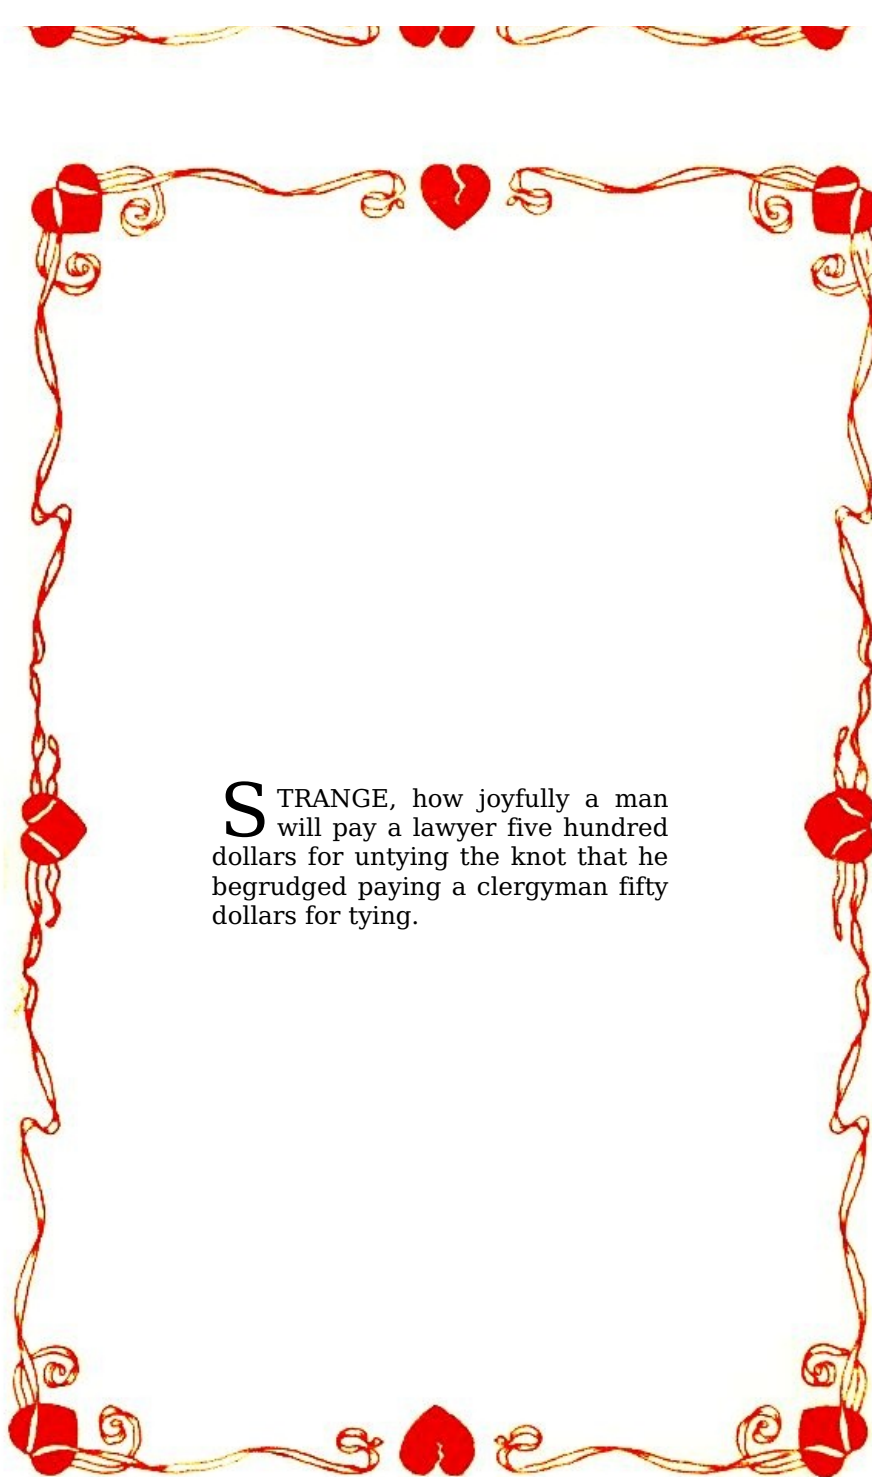 STRANGE, how joyfully a man
will pay a lawyer five hundred
dollars for untying the knot that he
begrudged paying a clergyman fifty
dollars for tying.